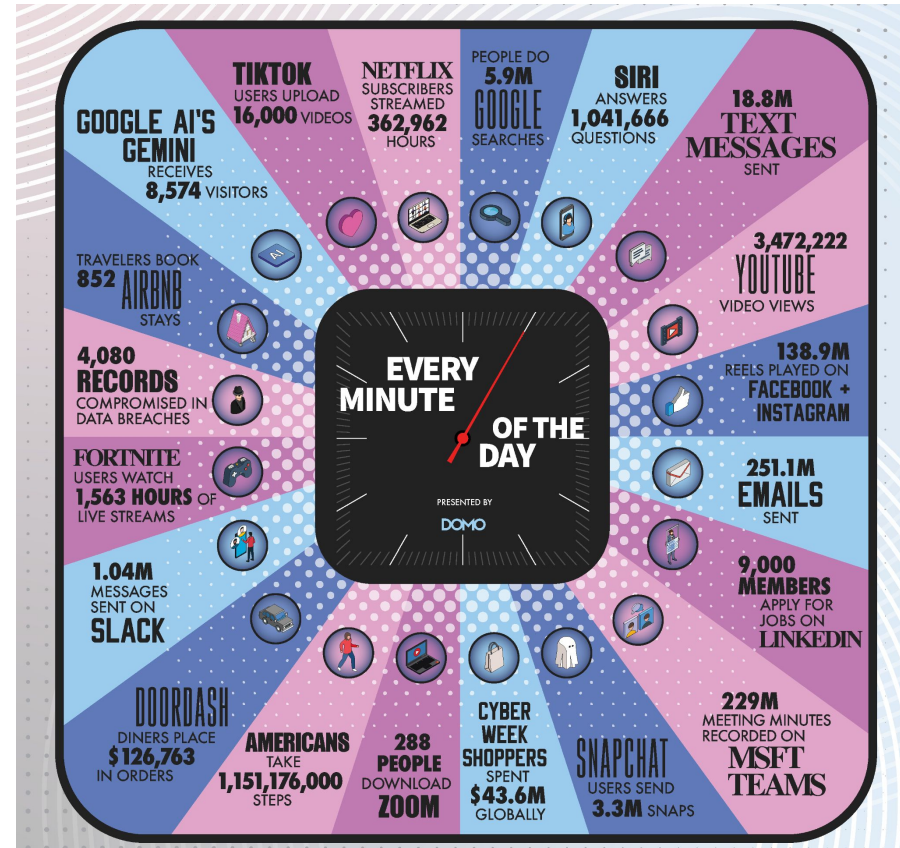 PEOPLE DO
5.9M
GOOGLE
SEARCHES
SIRI
ANSWERS
1,041,666
QUESTIONS
18.8M
TEXT
MESSAGES
SENT
3,472,222
YOUTUBE
VIDEO VIEWS
138.9M
REELS PLAYED ON
FACEBOOK +
INSTAGRAM
251.1M
EMAILS
SENT
9,000
MEMBERS
APPLY FOR
JOBS ON
LINKEDIN
229M
MEETING MINUTES
RECORDED ON
MSFT
TEAMS
SNAPCHAT
USERS SEND
3.3M SNAPS
CYBER
WEEK
SHOPPERS
SPENT
$43.6M
GLOBALLY
288
PEOPLE
DOWNLOAD
ZOOM
AMERICANS
TAKE
1,151,176,000
STEPS
DOORDASH
DINERS PLACE
$126,763
IN ORDERS
1.04M
MESSAGES
SENT ON
SLACK
FORTNITE
USERS WATCH
1,563 HOURS OF
LIVE STREAMS
4,080
RECORDS
COMPROMISED IN
DATA BREACHES
TRAVELERS BOOK
852 AIRBNB
STAYS
GOOGLE AI'S
GEMINI
RECEIVES
8,574 VISITORS
TIKTOK
USERS UPLOAD
16,000 VIDEOS
NETFLIX
SUBSCRIBERS
STREAMED
362,962
HOURS
EVERY
MINUTE
OF THE
DAY
PRESENTED BY
DOMO
AI